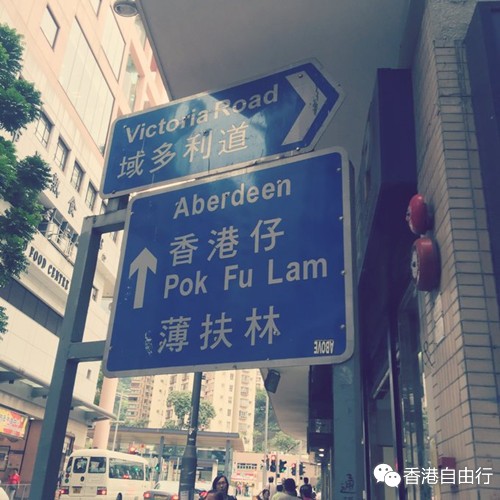 Victoria Road
域多利道
Aberdeen
香港仔
Pok Fu Lam
薄扶林
ABOVE
FOOD CENTRE
香港自由行